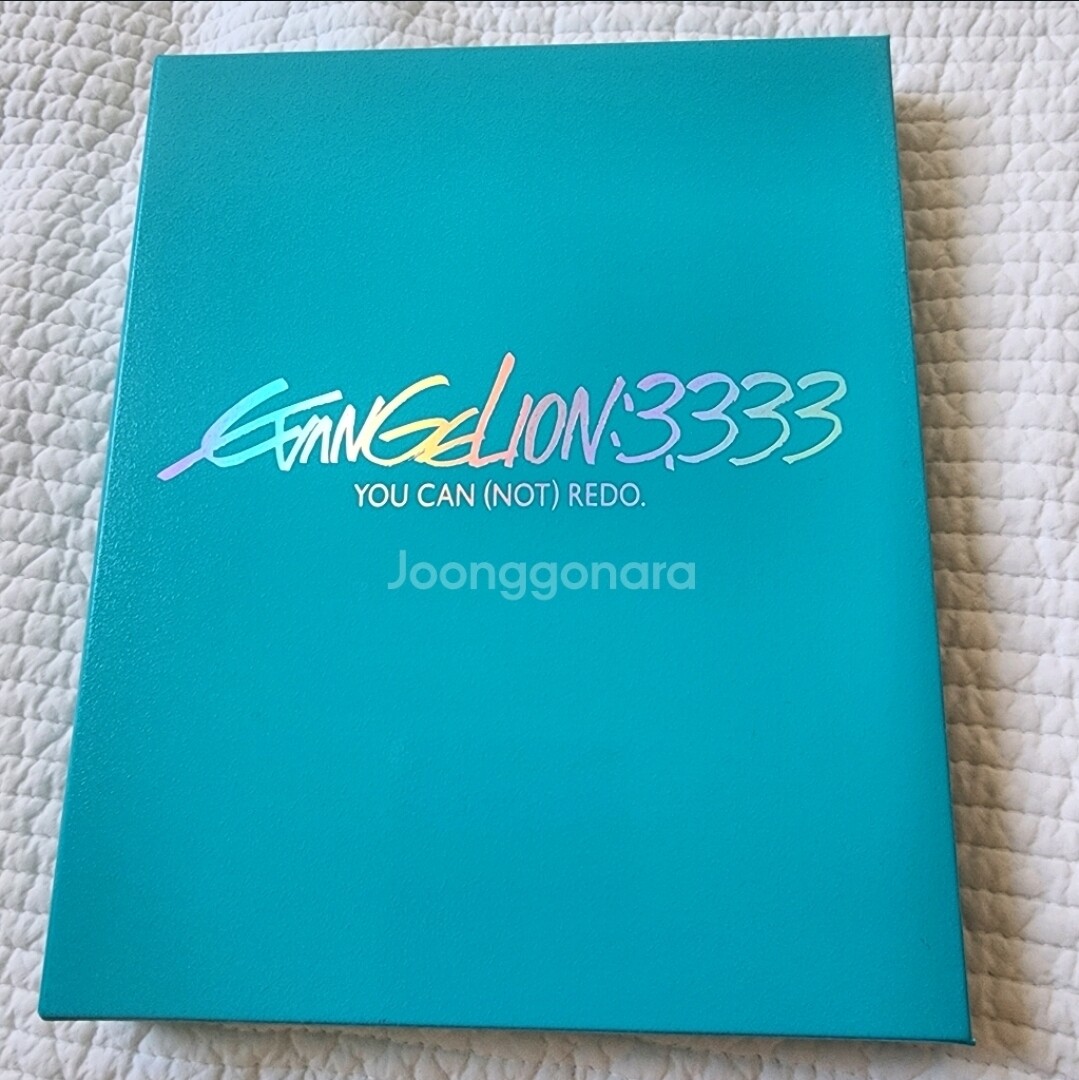 EVANGELION:3.333
YOU CAN (NOT) REDO.
Joonggonara